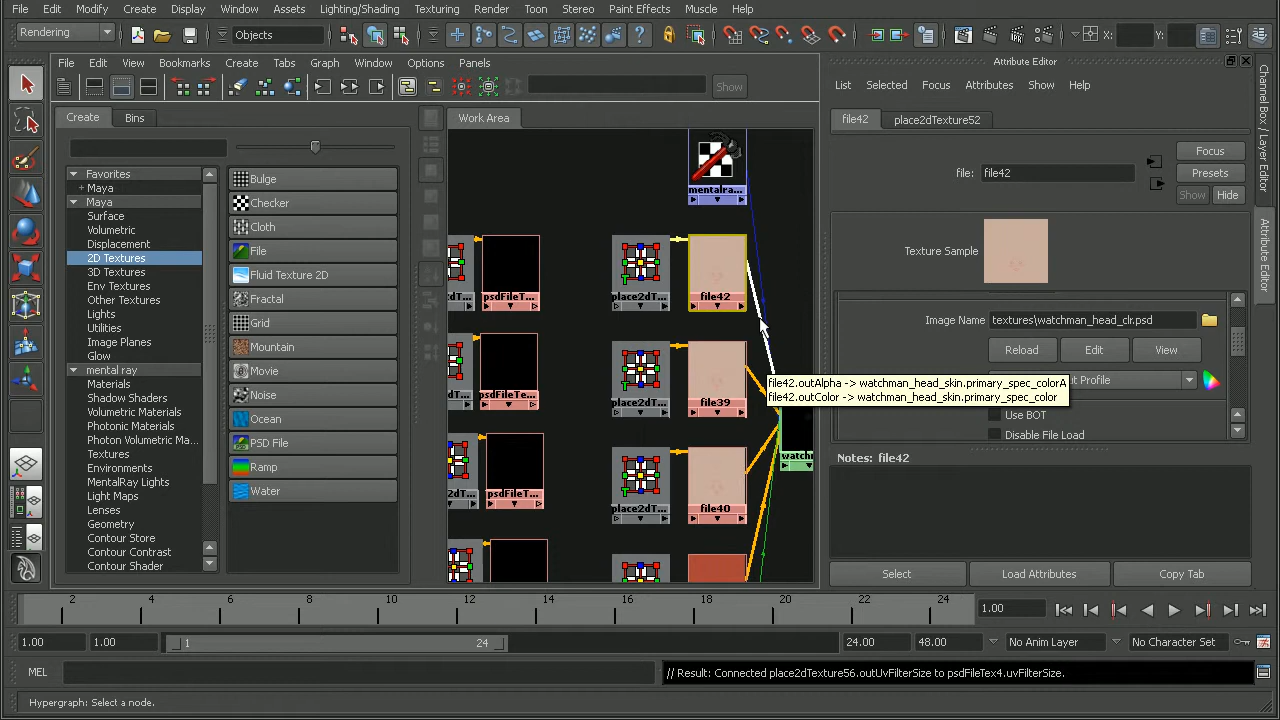 File Edit Modify Create Display Window Assets Lighting/Shading Texturing Render Toon Stereo Paint Effects Muscle Help
Rendering Objects X: Y:
File Edit View Bookmarks Create Tabs Graph Window Options Panels
Show
Create Bins
Favorites
+ Maya
Maya
Surface
Volumetric
Displacement
2D Textures
3D Textures
Env Textures
Other Textures
Lights
Utilities
Image Planes
Glow
mental ray
Materials
Shadow Shaders
Volumetric Materials
Photonic Materials
Photon Volumetric Ma
Textures
Environments
MentalRay Lights
Light Maps
Lenses
Geometry
Contour Store
Contour Contrast
Contour Shader
Bulge
Checker
Cloth
File
Fluid Texture 2D
Fractal
Grid
Mountain
Movie
Noise
Ocean
PSD File
Ramp
Water
Work Area
mentalra...
psdFileT...
place2dT...
file42
psdFileTe...
place2dT...
file39
psdFileT...
place2dT...
file40
watch
file42.outAlpha -> watchman_head_skin.primary_spec_colorA
file42.outColor -> watchman_head_skin.primary_spec_color
Attribute Editor
List Selected Focus Attributes Show Help
file42 place2dTexture52
file: file42
Focus
Presets
Show Hide
Texture Sample
Image Name textures\watchman_head_clr.psd
Reload Edit View
t Profile
Use BOT
Disable File Load
Notes: file42
Select Load Attributes Copy Tab
Channel Box / Layer Editor
Attribute Editor
2 4 6 8 10 12 14 16 18 20 22 24
1.00
1.00 1.00 1 24 24.00 48.00 No Anim Layer No Character Set
MEL // Result: Connected place2dTexture56.outUvFilterSize to psdFileTex4.uvFilterSize.
Hypergraph: Select a node.